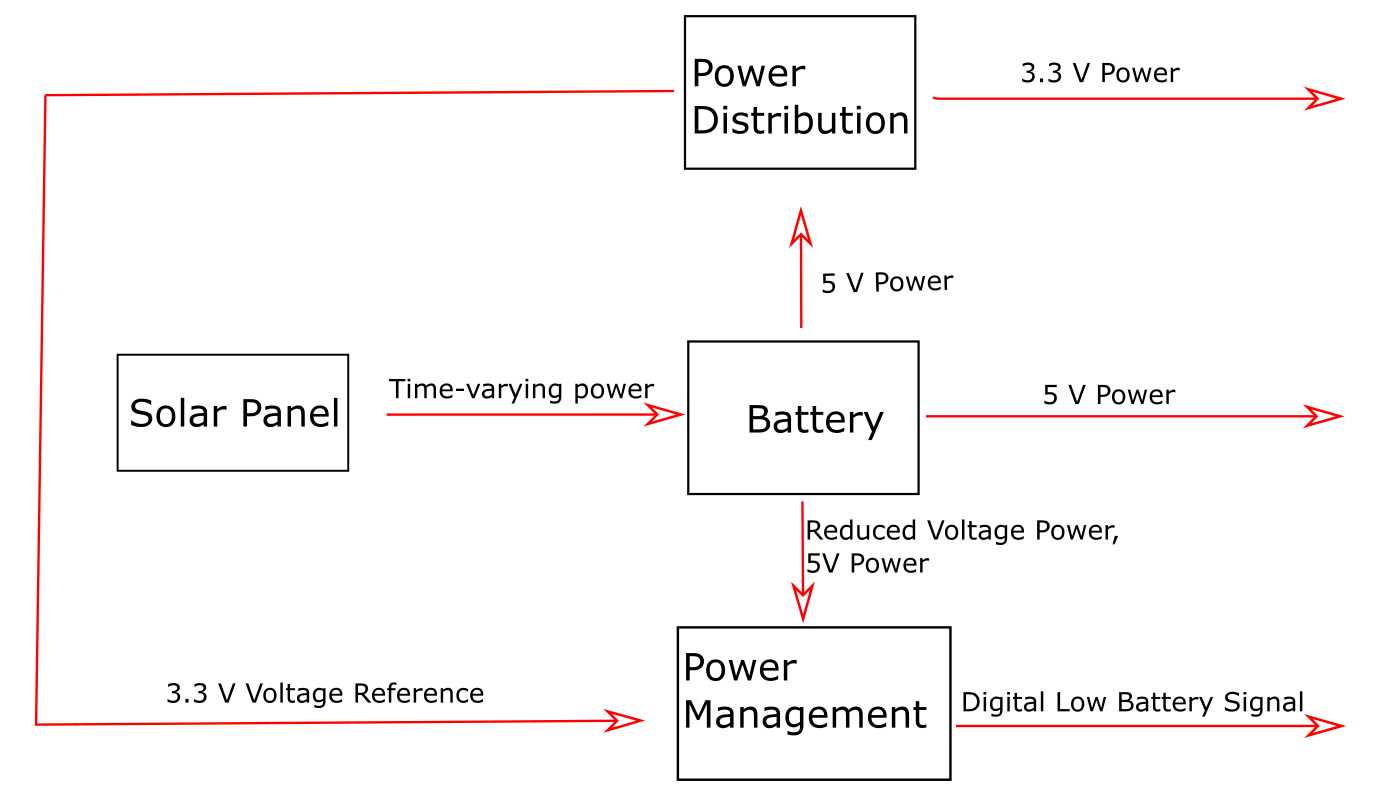 Power
Distribution
3.3 V Power
5 V Power
Solar Panel
Time-varying power
Battery
5 V Power
Reduced Voltage Power,
5V Power
3.3 V Voltage Reference
Power
Management
Digital Low Battery Signal